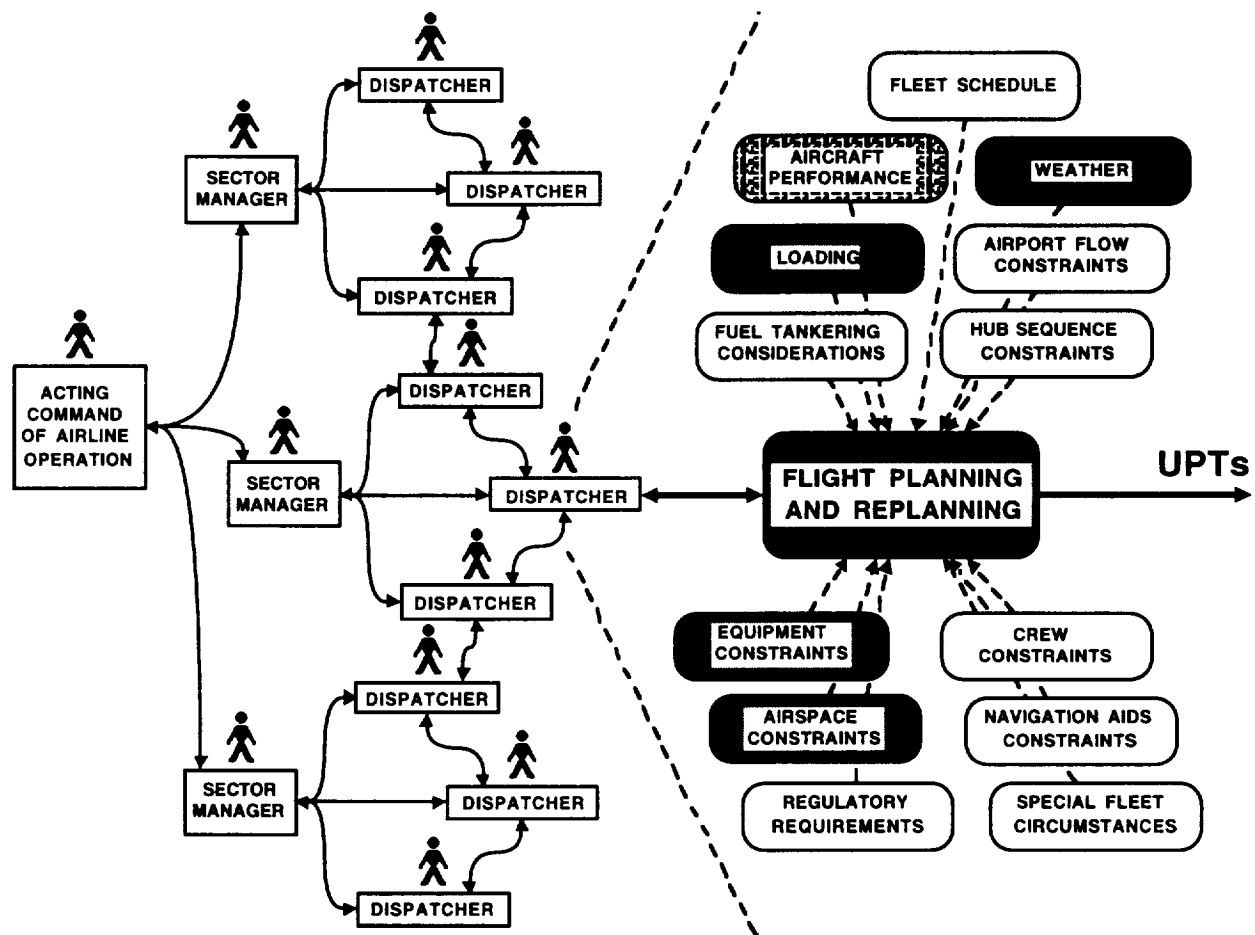 DISPATCHER
SECTOR
MANAGER
DISPATCHER
DISPATCHER
ACTING
COMMAND
OF AIRLINE
OPERATION
DISPATCHER
SECTOR
MANAGER
DISPATCHER
DISPATCHER
DISPATCHER
SECTOR
MANAGER
DISPATCHER
DISPATCHER
FLEET SCHEDULE
AIRCRAFT
PERFORMANCE
WEATHER
LOADING
AIRPORT FLOW
CONSTRAINTS
FUEL TANKERING
CONSIDERATIONS
HUB SEQUENCE
CONSTRAINTS
FLIGHT PLANNING
AND REPLANNING
UPTs
EQUIPMENT
CONSTRAINTS
CREW
CONSTRAINTS
AIRSPACE
CONSTRAINTS
NAVIGATION AIDS
CONSTRAINTS
REGULATORY
REQUIREMENTS
SPECIAL FLEET
CIRCUMSTANCES